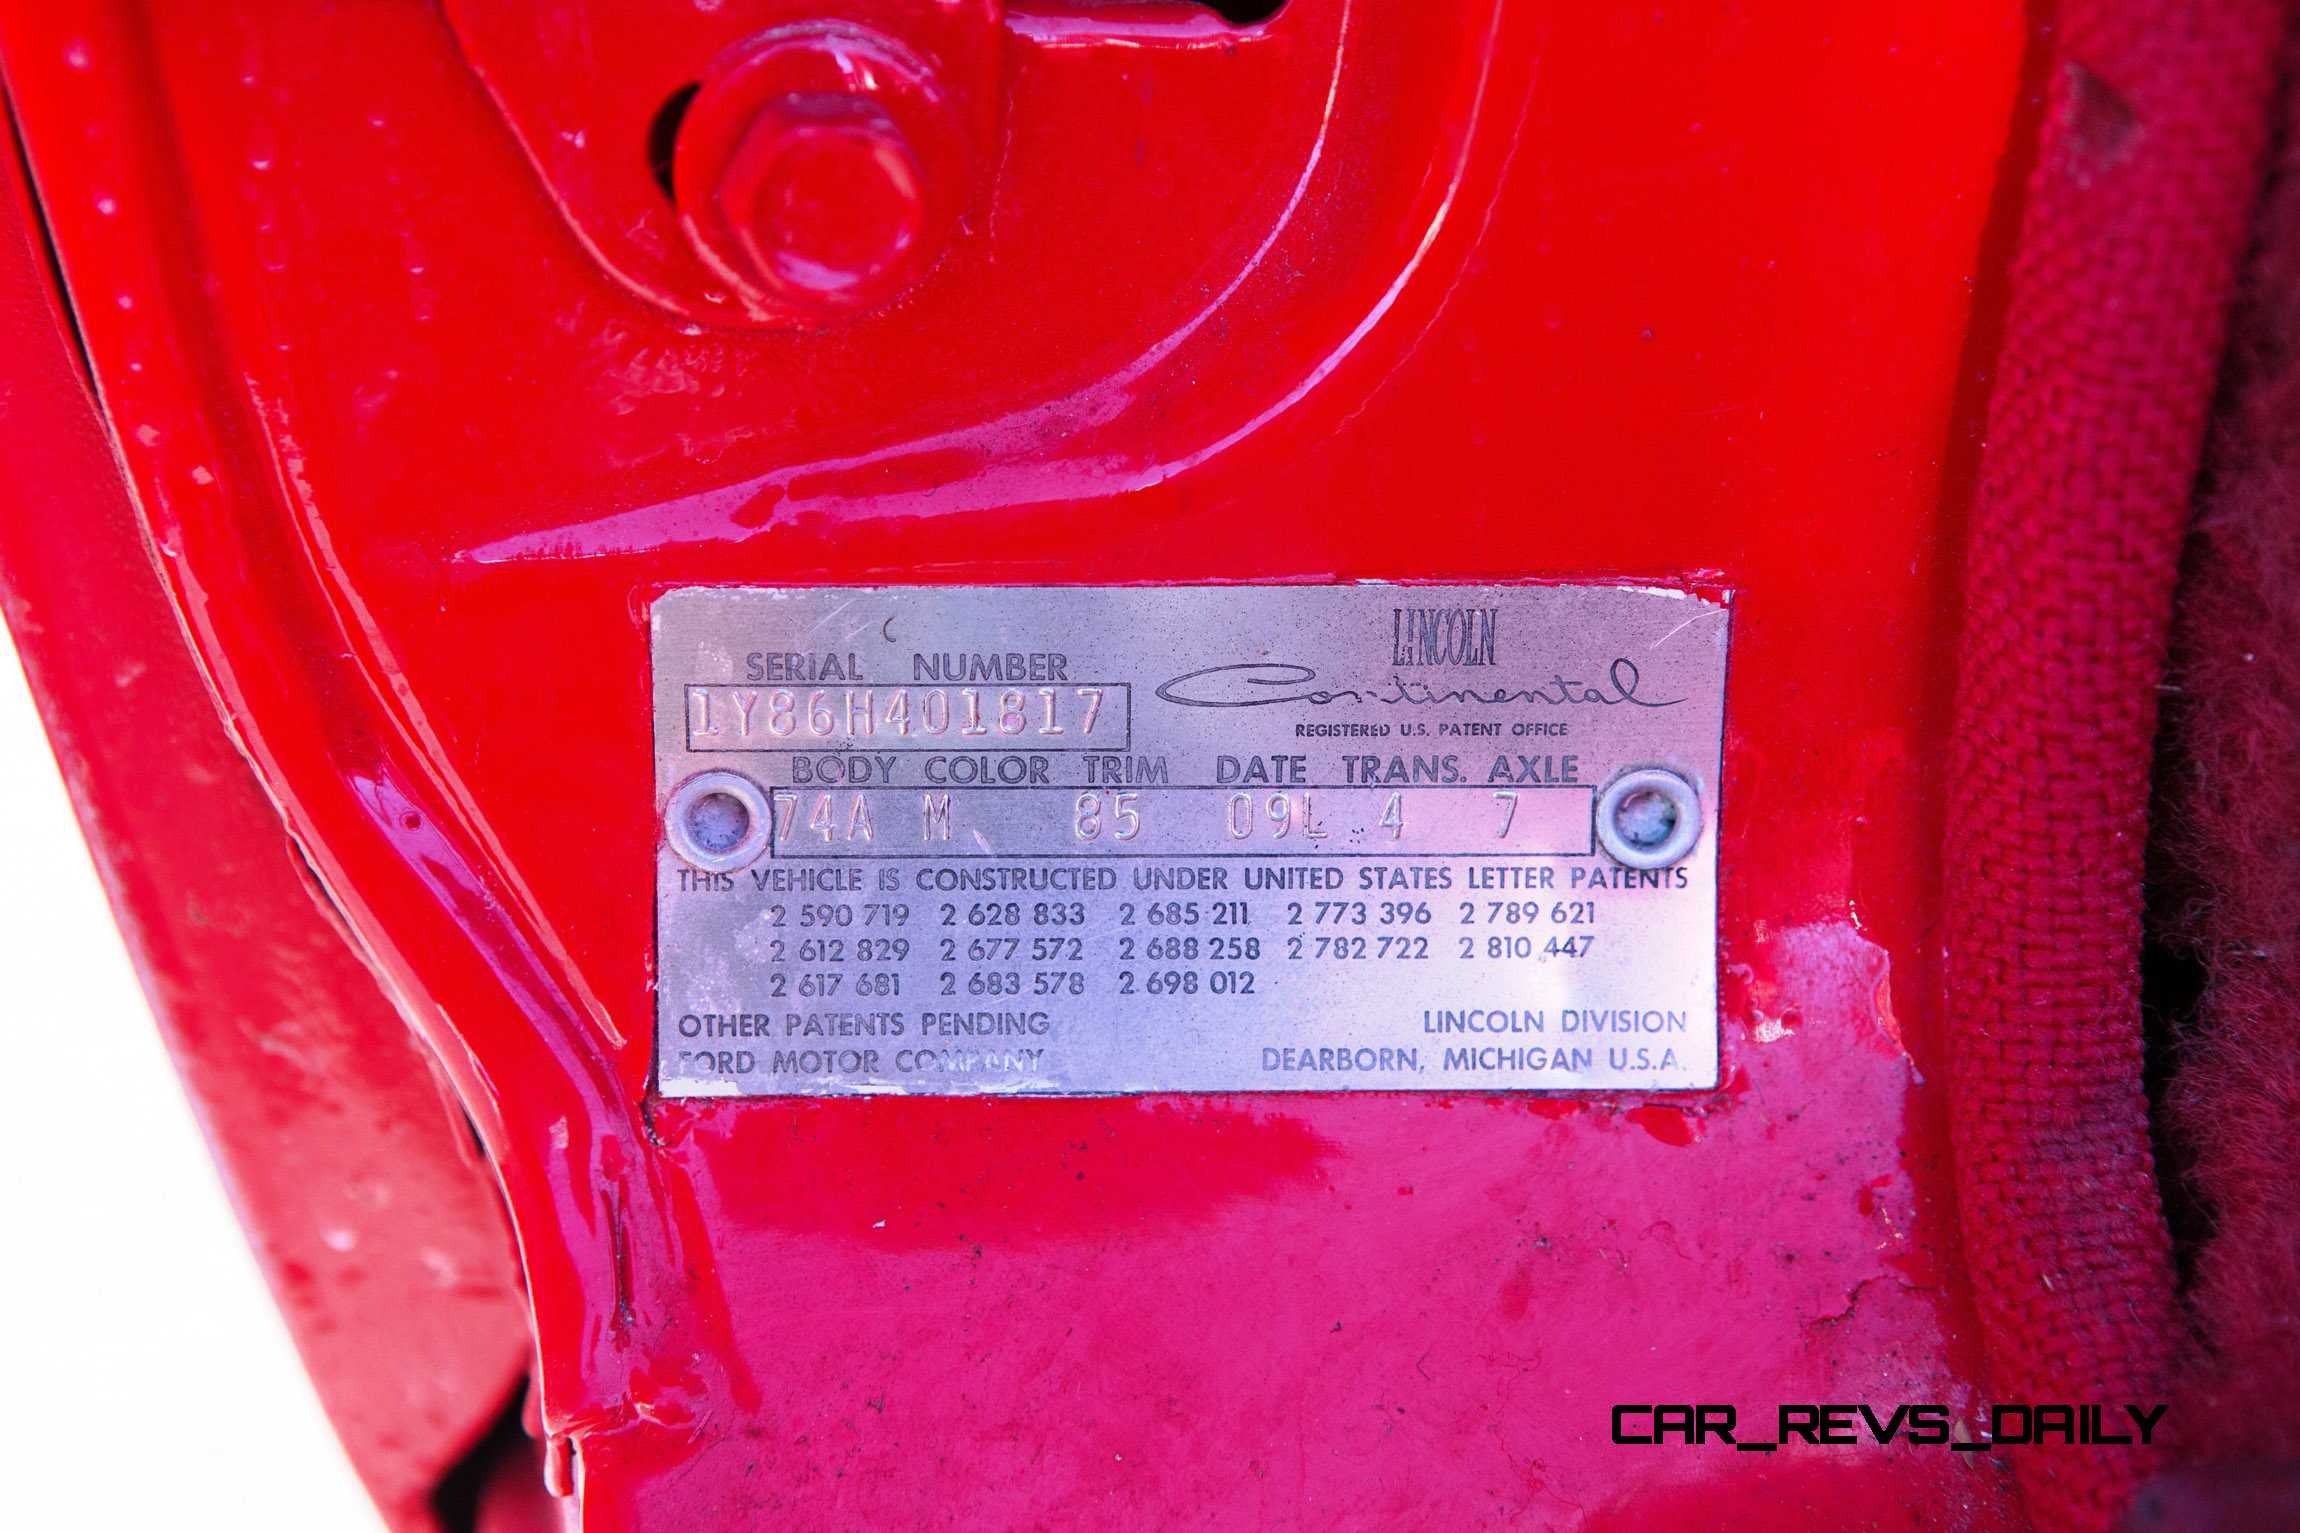 LINCOLN
SERIAL NUMBER
Continental
1Y86H401817
REGISTERED U.S. PATENT OFFICE
BODY COLOR TRIM DATE TRANS. AXLE
74A M 85 09L 4 7
THIS VEHICLE IS CONSTRUCTED UNDER UNITED STATES LETTER PATENTS
2 590 719 2 628 833 2 685 211 2 773 396 2 789 621
2 612 829 2 677 572 2 688 258 2 782 722 2 810 447
2 617 681 2 683 578 2 698 012
OTHER PATENTS PENDING LINCOLN DIVISION
FORD MOTOR COMPANY DEARBORN, MICHIGAN U.S.A.
CAR_REVS_DAILY